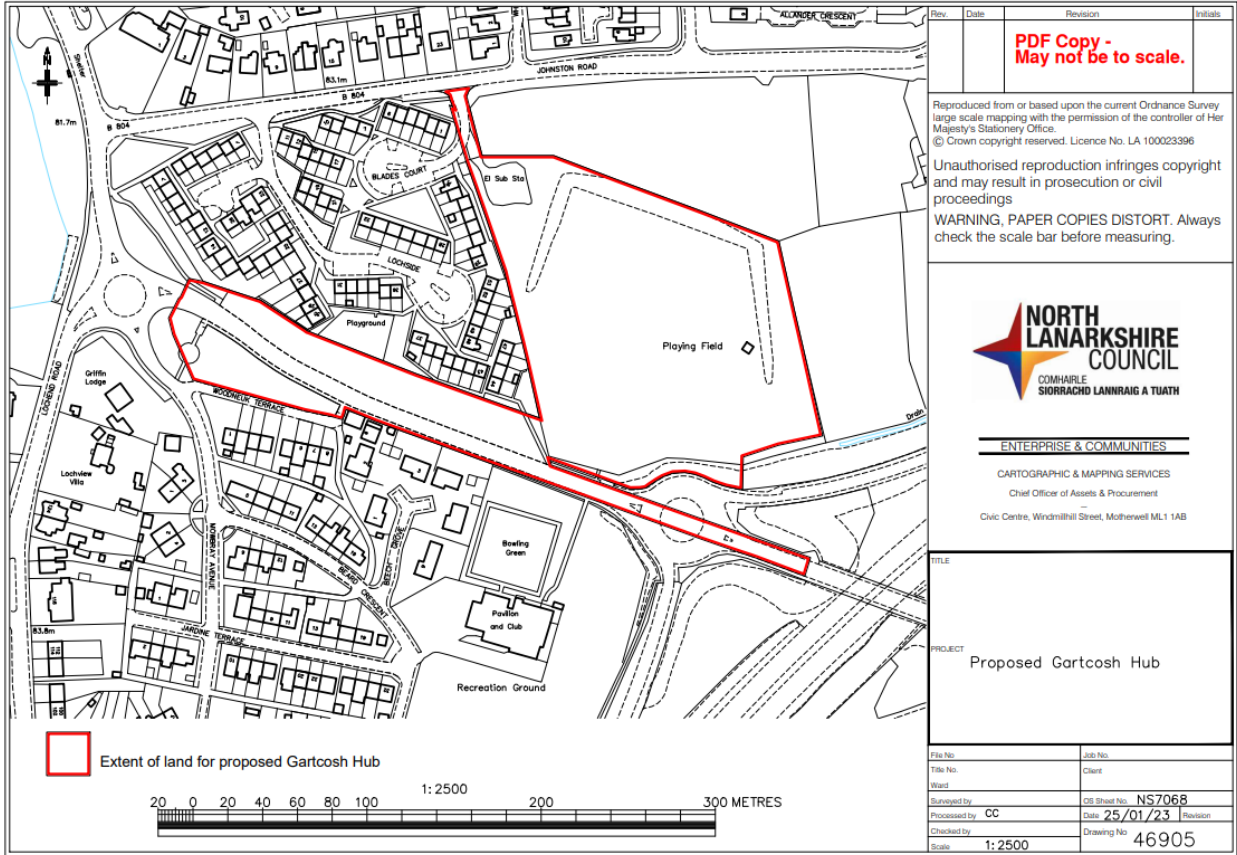 ALLANDER CRESCENT
JOHNSTON ROAD
B 804
83.1m
23
Shelter
N
81.7m
B 804
BLADES COURT
El Sub Sta
LOCHSIDE
Playground
Playing Field
Drain
LOCHEND ROAD
Griffin
Lodge
WOODNEUK TERRACE
Lochview
Villa
MOWBRAY AVENUE
BEARD CRESCENT
BEECH GROVE
Bowling
Green
Pavilion
and Club
83.8m
JARDINE TERRACE
Recreation Ground
Extent of land for proposed Gartcosh Hub
1:2500
20 0 20 40 60 80 100 200 300 METRES
Rev. Date Revision Initials
PDF Copy -
May not be to scale.
Reproduced from or based upon the current Ordnance Survey
large scale mapping with the permission of the controller of Her
Majesty's Stationery Office.
© Crown copyright reserved. Licence No. LA 100023396
Unauthorised reproduction infringes copyright
and may result in prosecution or civil
proceedings
WARNING, PAPER COPIES DISTORT. Always
check the scale bar before measuring.
NORTH
LANARKSHIRE
COUNCIL
COMHAIRLE
SIORRACHD LANNRAIG A TUATH
ENTERPRISE & COMMUNITIES
CARTOGRAPHIC & MAPPING SERVICES
Chief Officer of Assets & Procurement
–
Civic Centre, Windmillhill Street, Motherwell ML1 1AB
TITLE
PROJECT
Proposed Gartcosh Hub
File No Job No.
Title No. Client
Ward
Surveyed by OS Sheet No. NS7068
Processed by CC Date 25/01/23 Revision
Checked by Drawing No 46905
Scale 1:2500